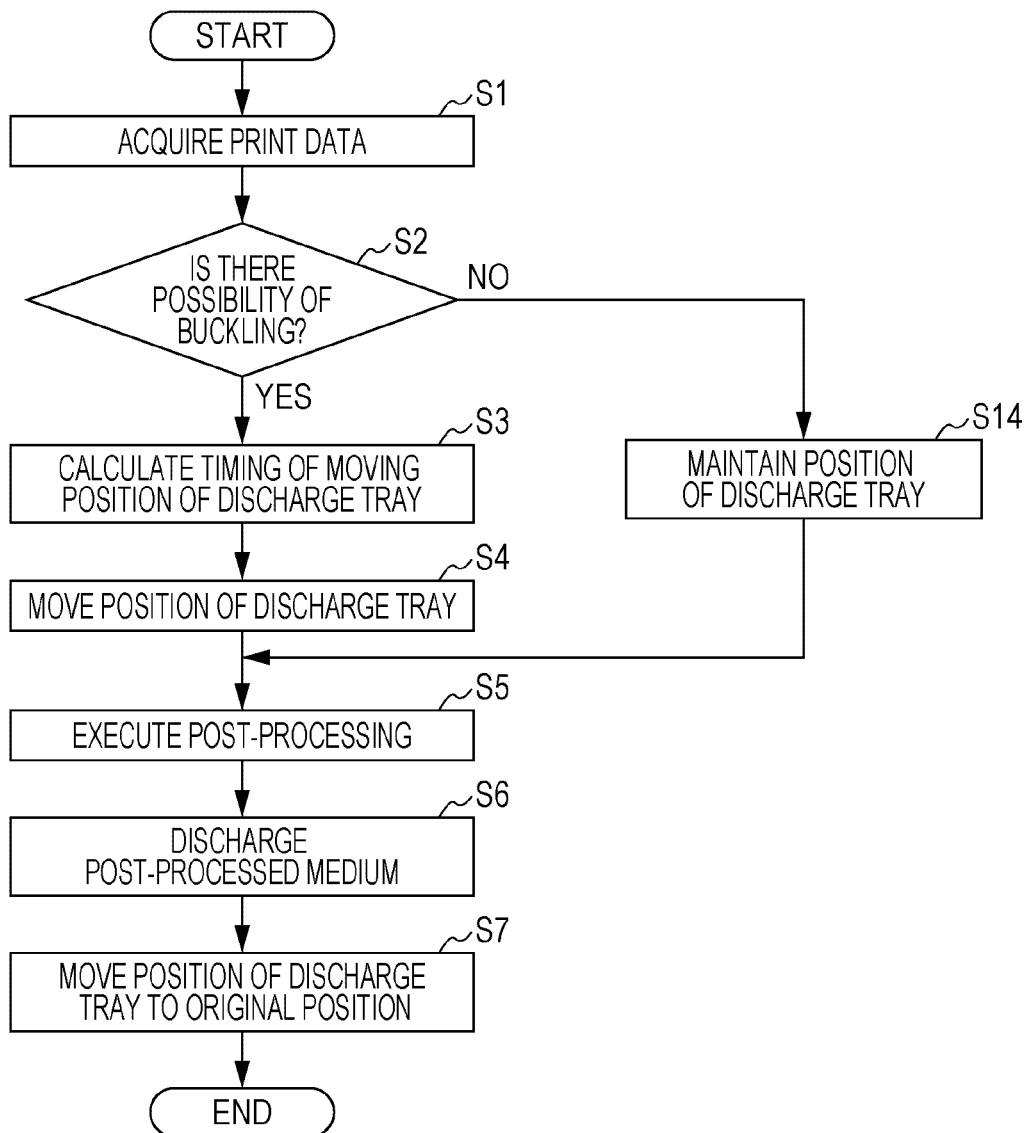 START
S1
ACQUIRE PRINT DATA
S2
IS THERE
POSSIBILITY OF
BUCKLING?
NO
YES
S3
CALCULATE TIMING OF MOVING
POSITION OF DISCHARGE TRAY
S14
MAINTAIN POSITION
OF DISCHARGE TRAY
S4
MOVE POSITION OF DISCHARGE TRAY
S5
EXECUTE POST-PROCESSING
S6
DISCHARGE
POST-PROCESSED MEDIUM
S7
MOVE POSITION OF DISCHARGE
TRAY TO ORIGINAL POSITION
END